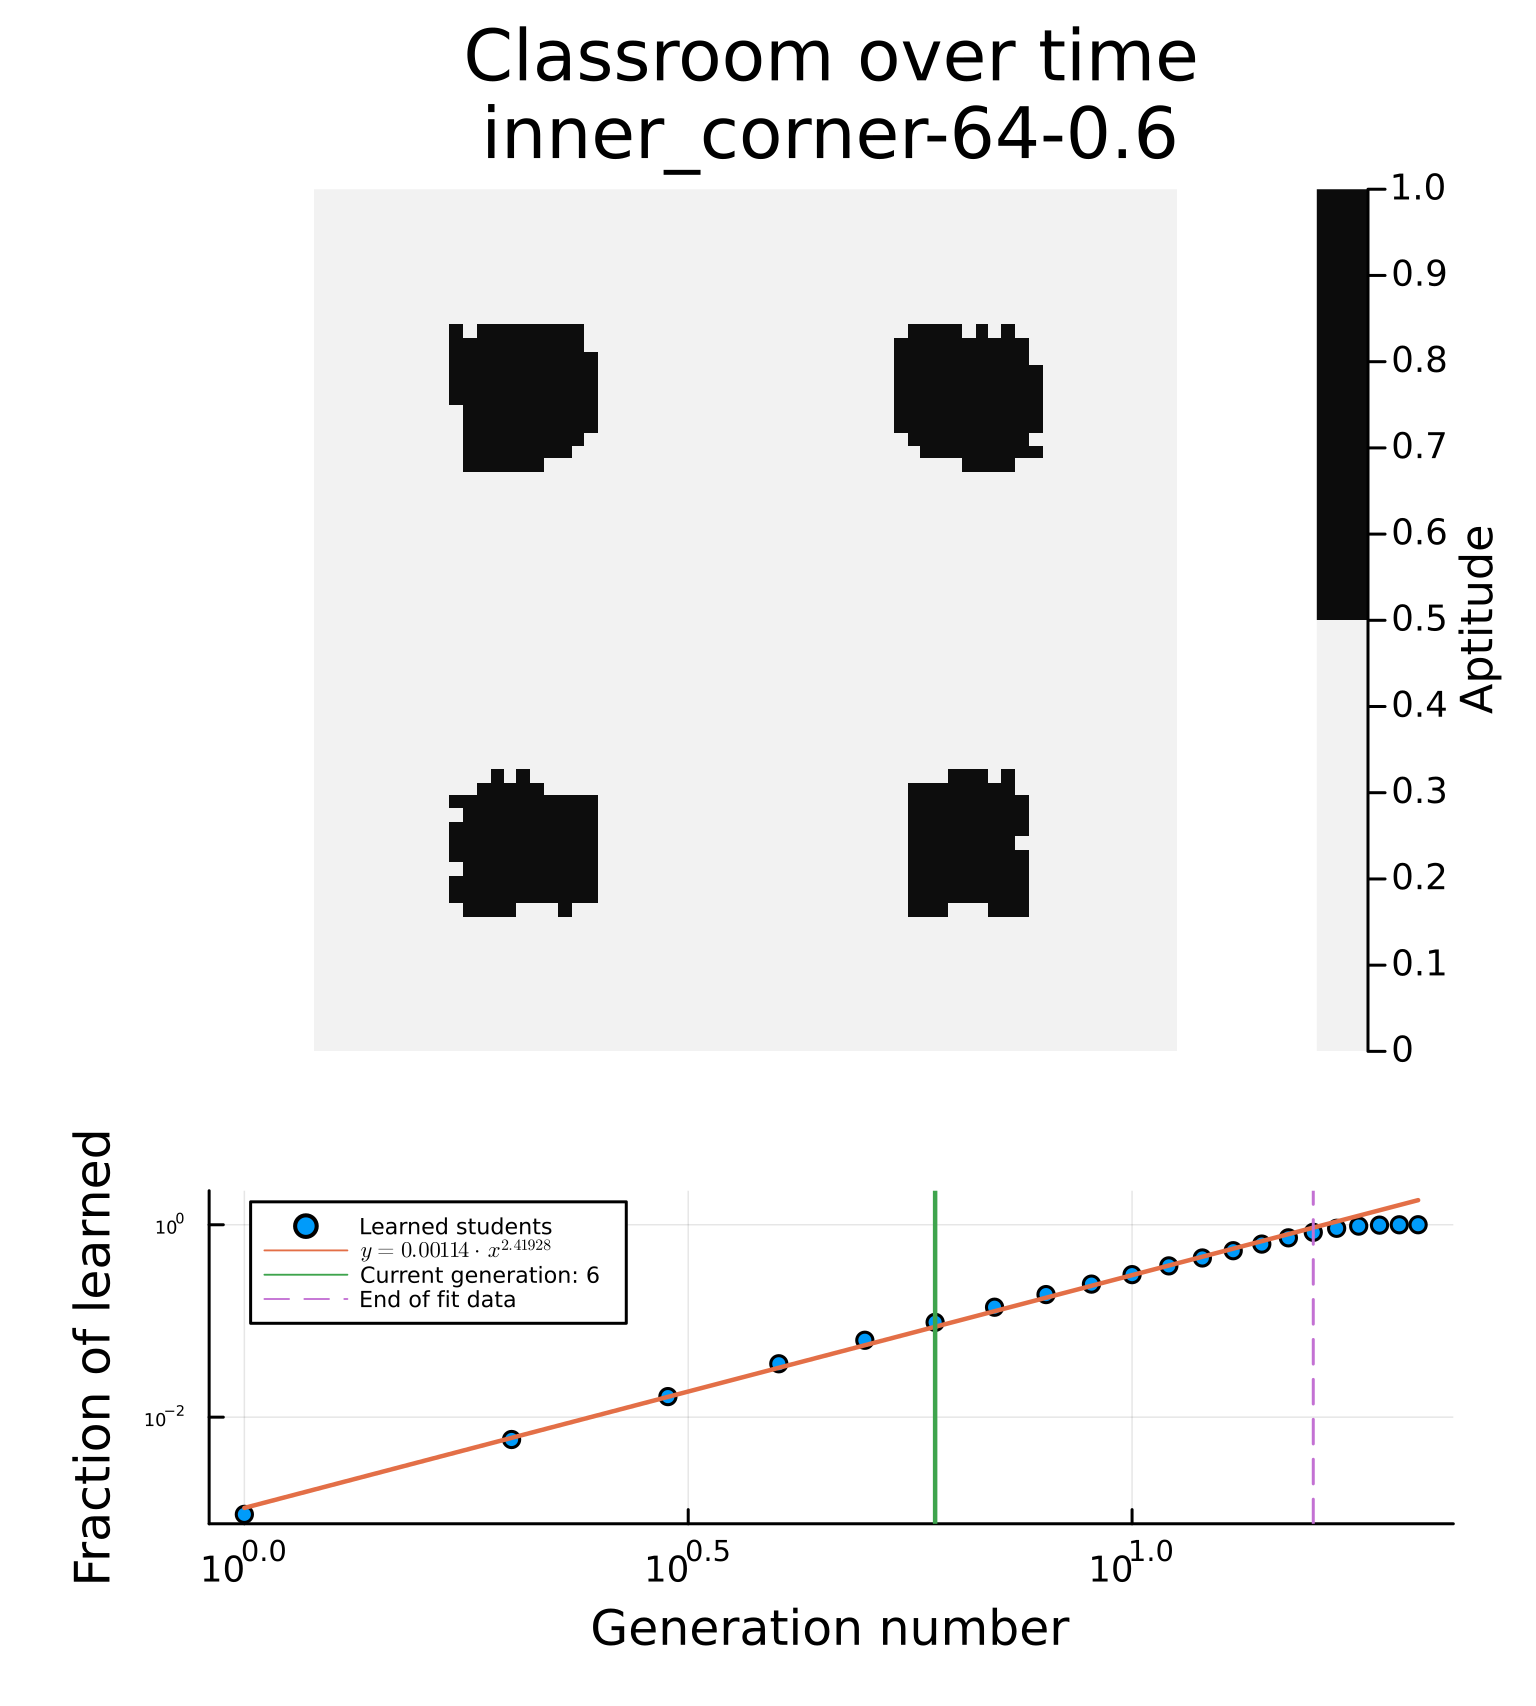 Classroom over time
inner_corner-64-0.6
1.0
0.9
0.8
0.7
0.6
0.5
0.4
0.3
0.2
0.1
0
Aptitude
Fraction of learned
10^0
10^-2
Learned students
y = 0.00114 · x^2.41928
Current generation: 6
End of fit data
10^0.0
10^0.5
10^1.0
Generation number